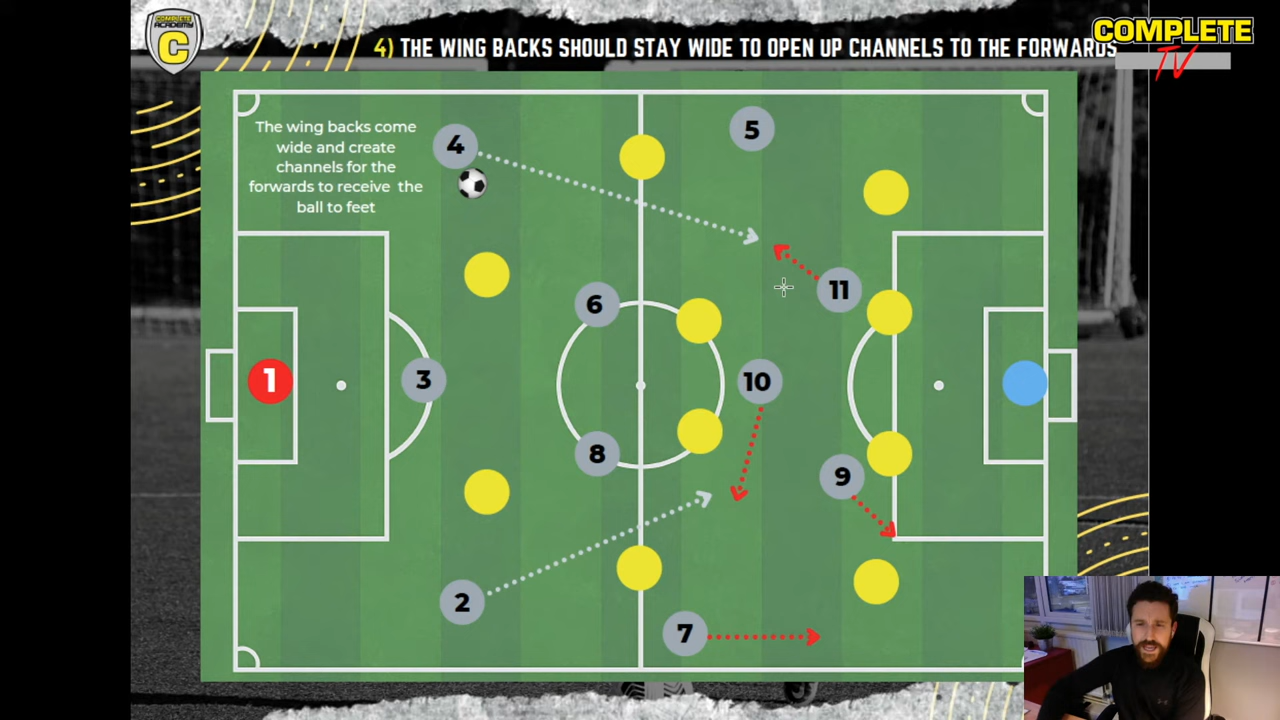 COMPLETE
ACADEMY
C
4) THE WING BACKS SHOULD STAY WIDE TO OPEN UP CHANNELS TO THE FORWARDS
COMPLETE
TV
The wing backs come
wide and create
channels for the
forwards to receive the
ball to feet
4
5
6
11
1
3
10
8
9
2
7